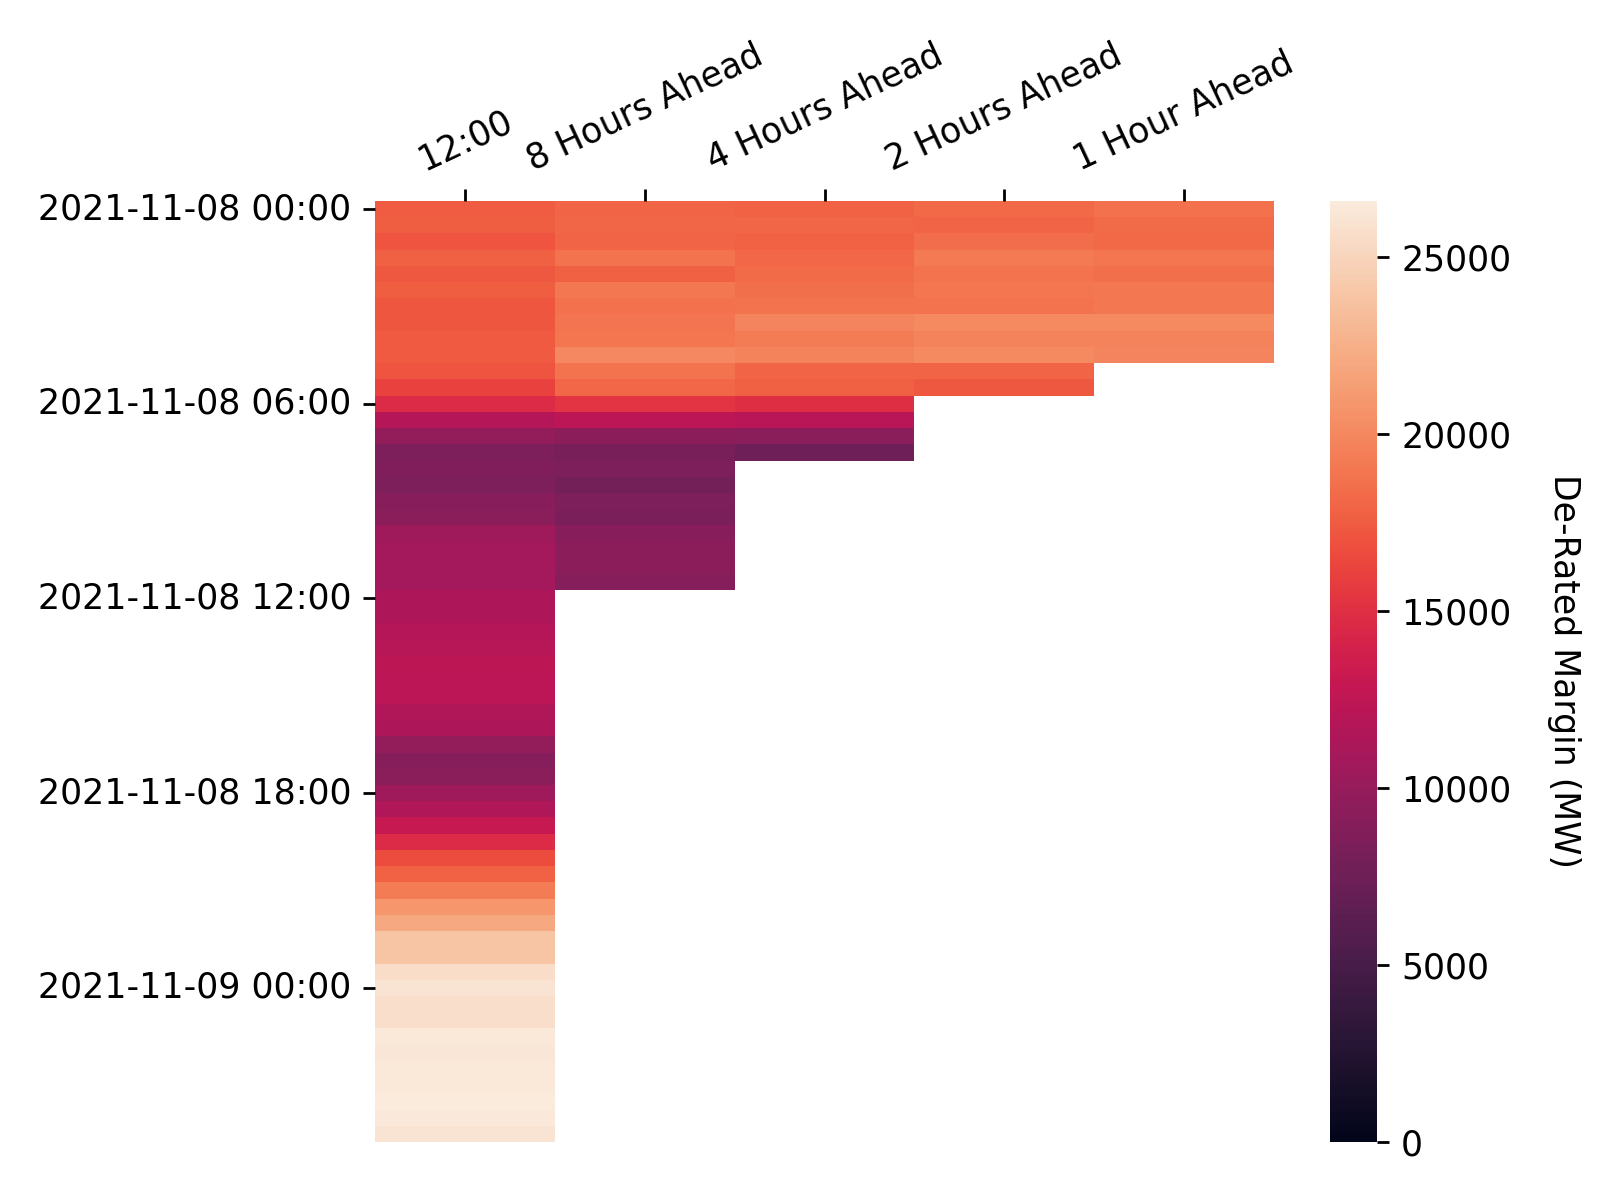 12:00
8 Hours Ahead
4 Hours Ahead
2 Hours Ahead
1 Hour Ahead
2021-11-08 00:00
2021-11-08 06:00
2021-11-08 12:00
2021-11-08 18:00
2021-11-09 00:00
25000
20000
15000
10000
5000
0
De-Rated Margin (MW)